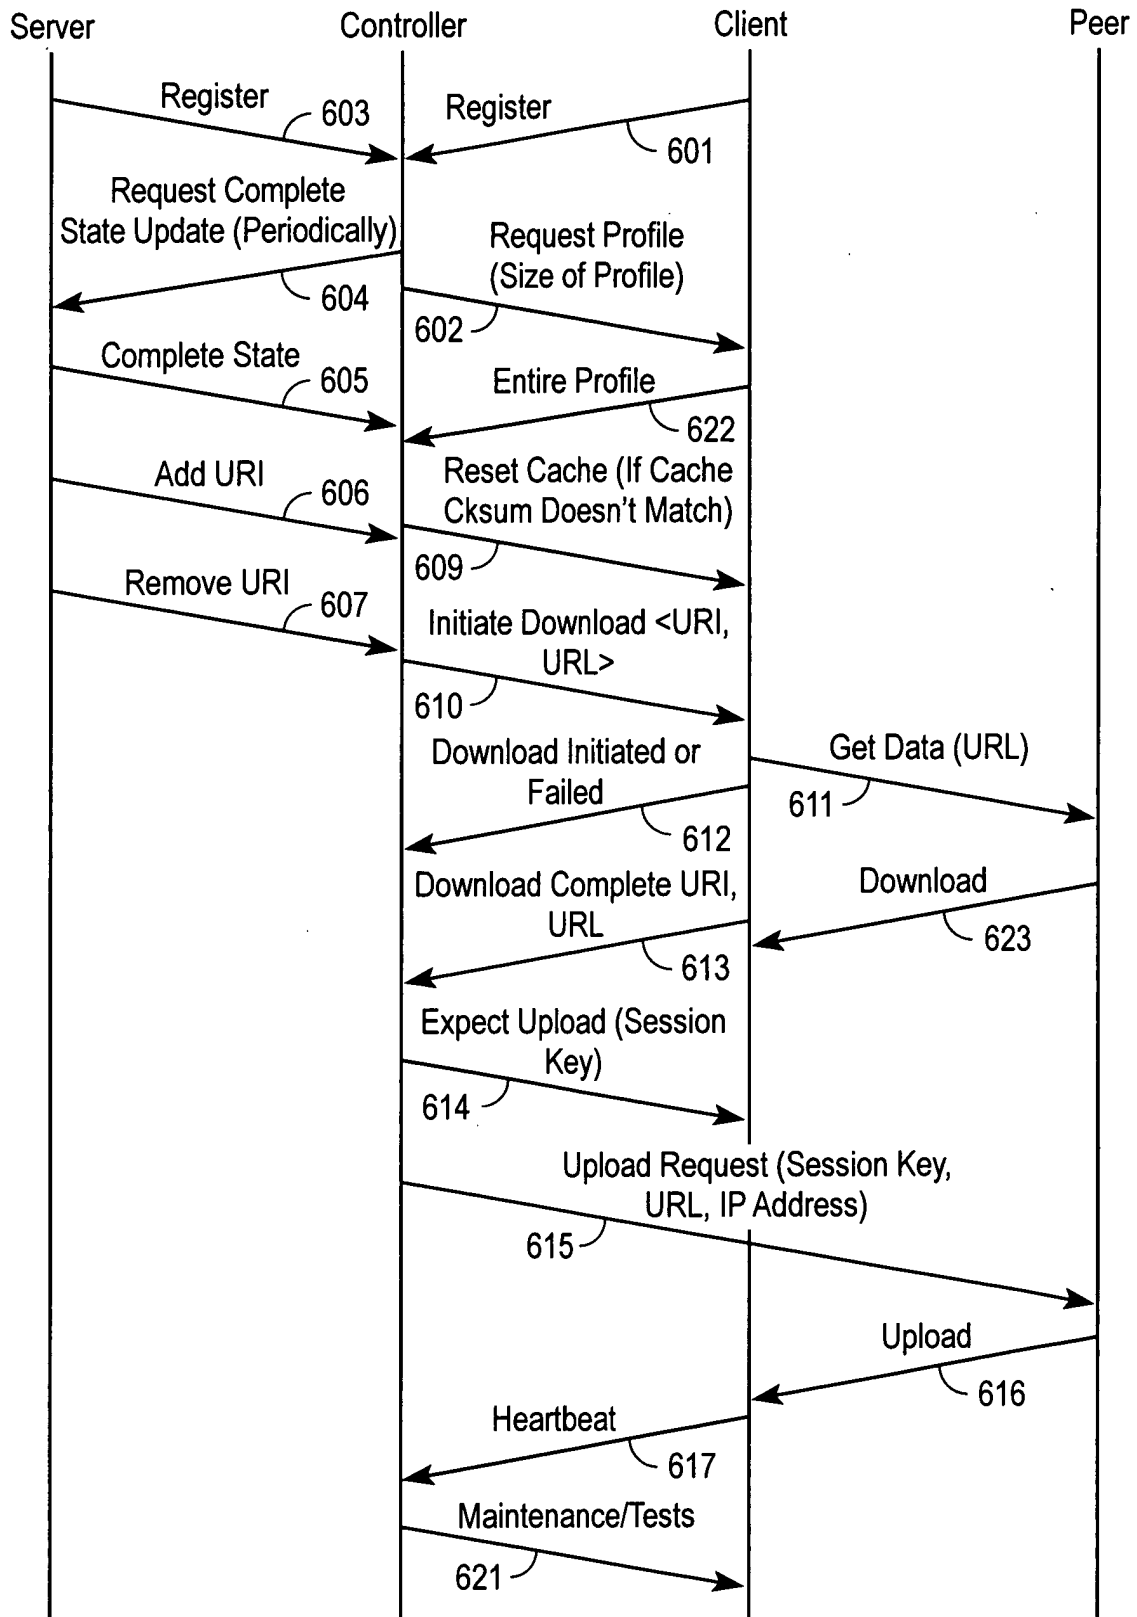 Server Controller Client Peer
Register
603
Register
601
Request Complete
State Update (Periodically)
604
Request Profile
(Size of Profile)
602
Complete State
605
Entire Profile
622
Add URI
606
Reset Cache (If Cache
Cksum Doesn't Match)
609
Remove URI
607
Initiate Download <URI,
URL>
610
Get Data (URL)
611
Download Initiated or
Failed
612
Download
623
Download Complete URI,
URL
613
Expect Upload (Session
Key)
614
Upload Request (Session Key,
URL, IP Address)
615
Upload
616
Heartbeat
617
Maintenance/Tests
621